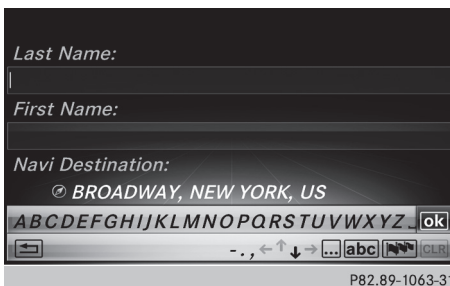 Last Name:
First Name:
Navi Destination:
BROADWAY, NEW YORK, US
ABCDEFGHIJKLMNOPQRSTUVWXYZ_ ok
- . , ←↑↓→ ... abc CLR
P82.89-1063-31